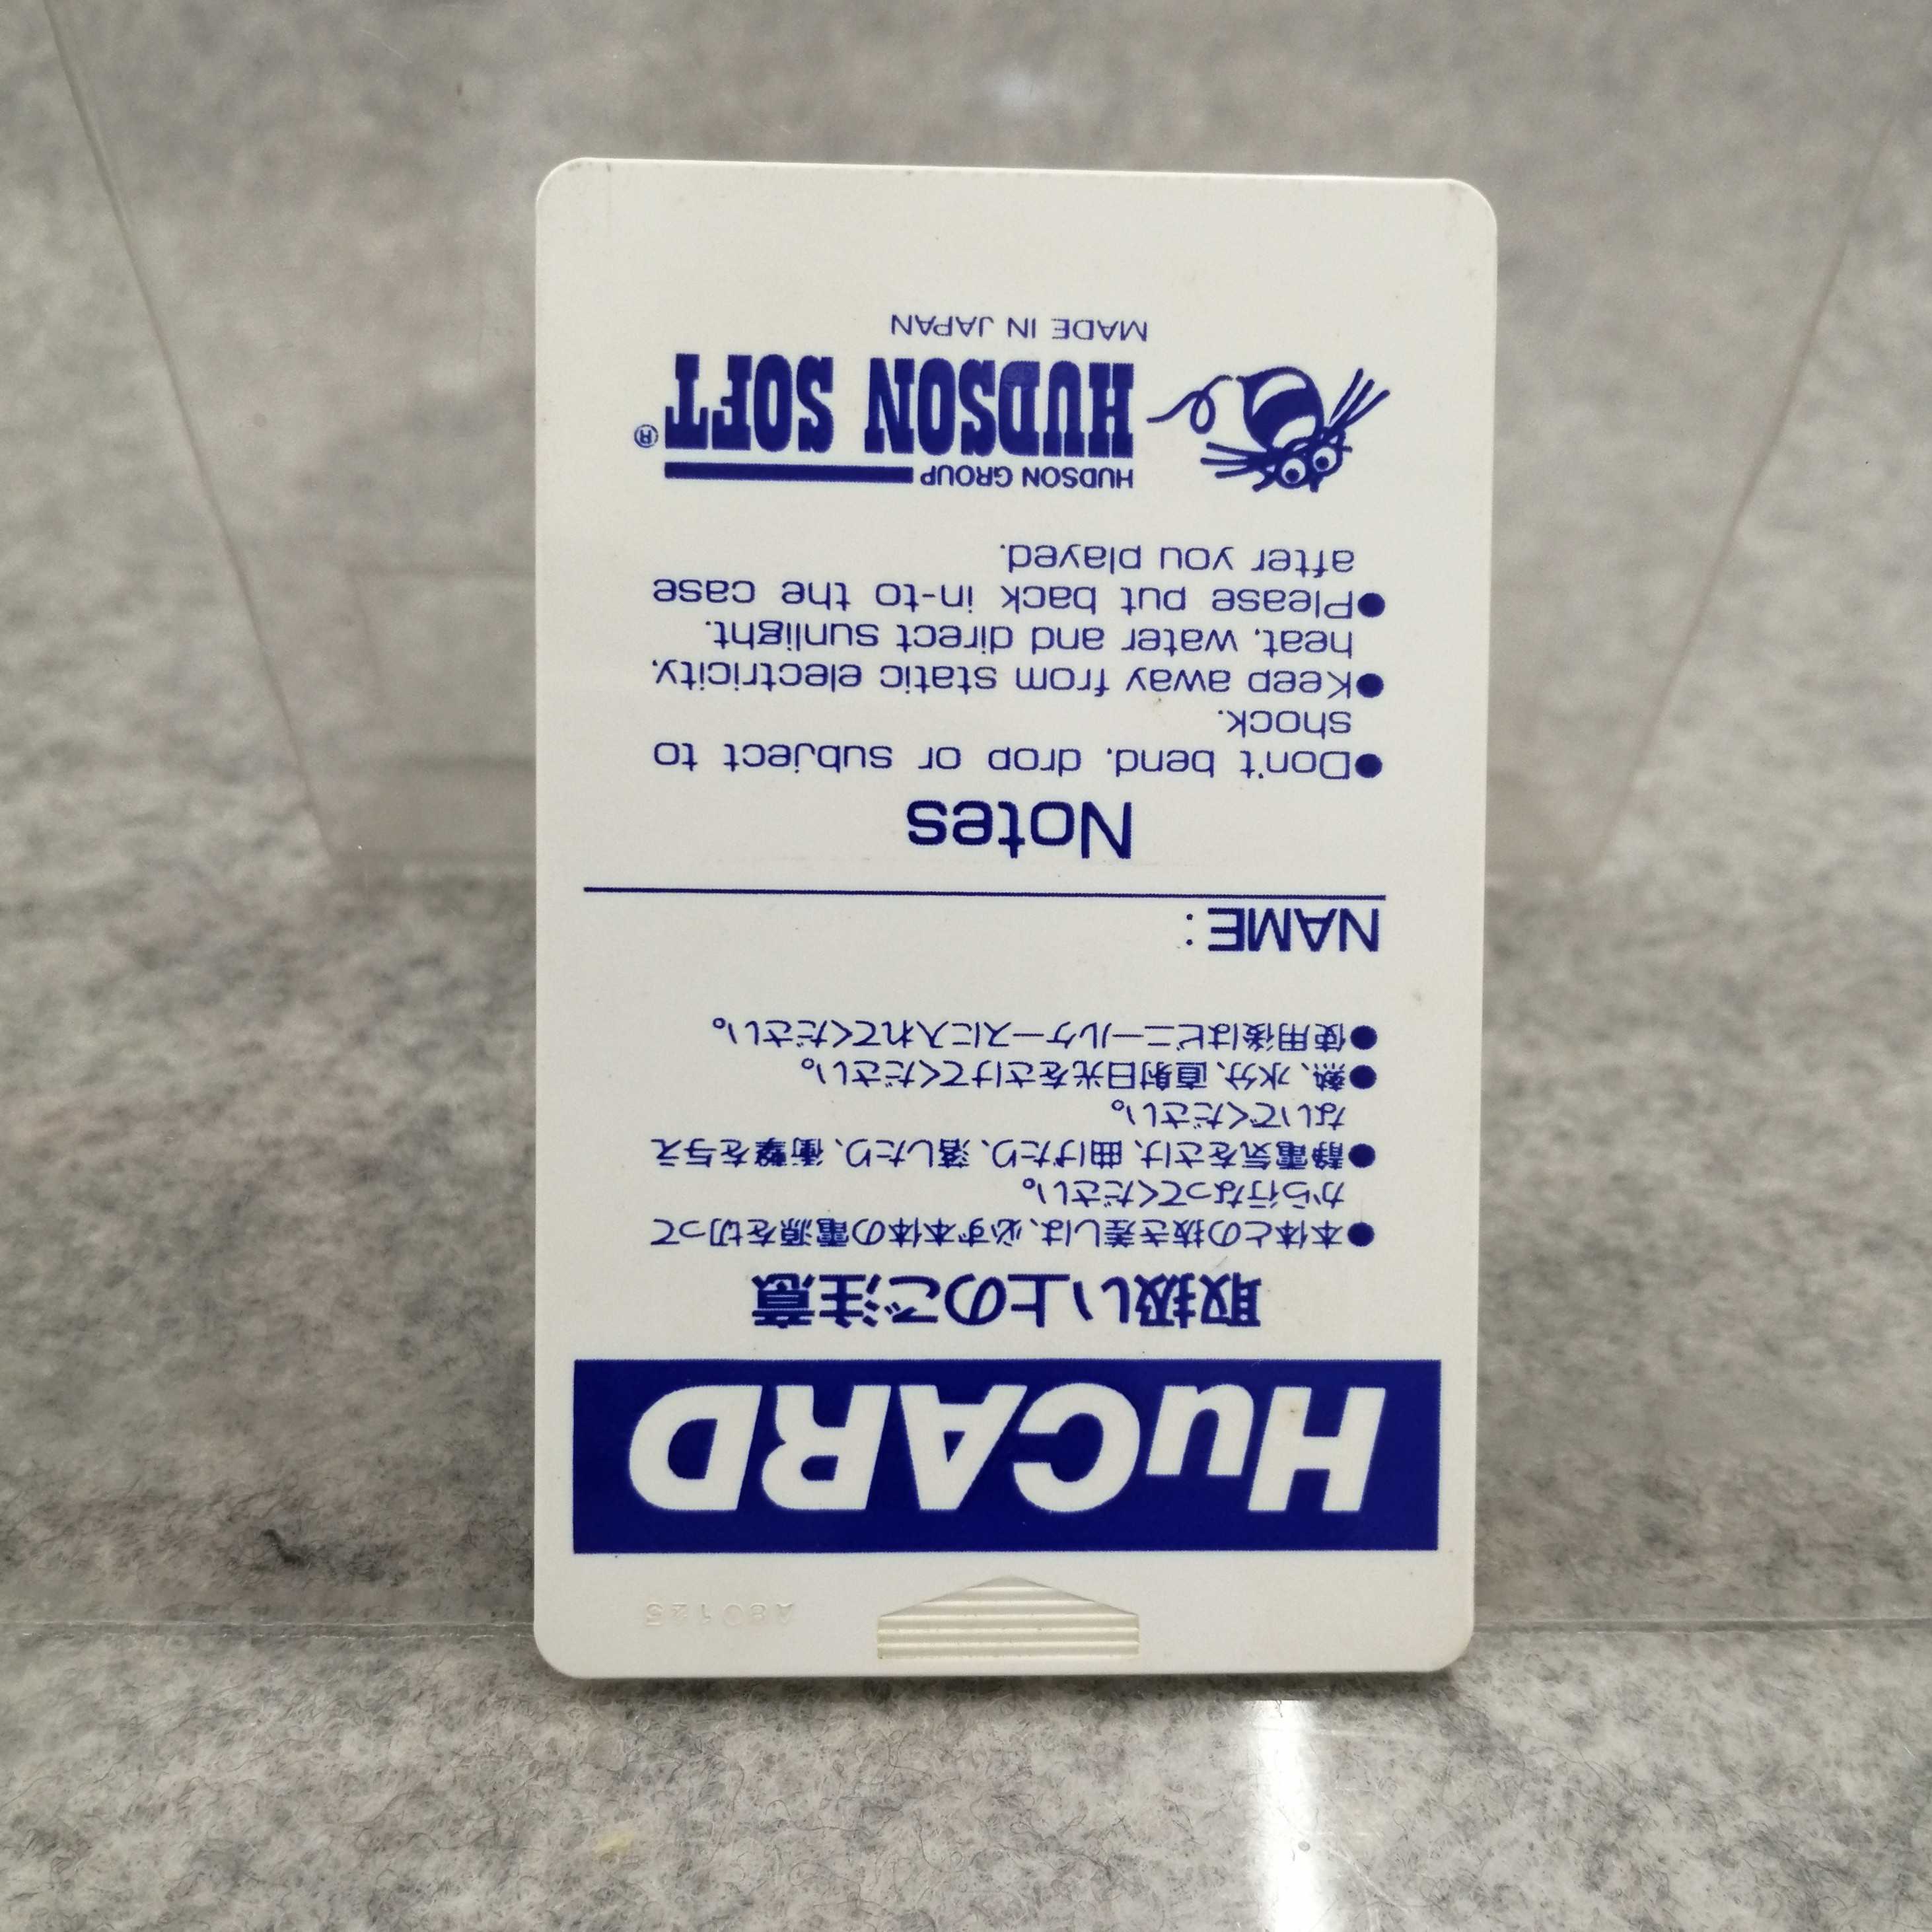 HuCARD
取扱い上のご注意
●本体との抜き差しは、必ず本体の電源を切って
から行なってください。
●静電気をさけ、曲げたり、落したり、衝撃を与え
ないでください。
●熱、水分、直射日光をさけてください。
●使用後はビニールケースに入れてください。
NAME:
Notes
●Don't bend, drop or subject to
shock.
●Keep away from static electricity,
heat, water and direct sunlight.
●Please put back in-to the case
after you played.
HUDSON GROUP
HUDSON SOFT®
MADE IN JAPAN